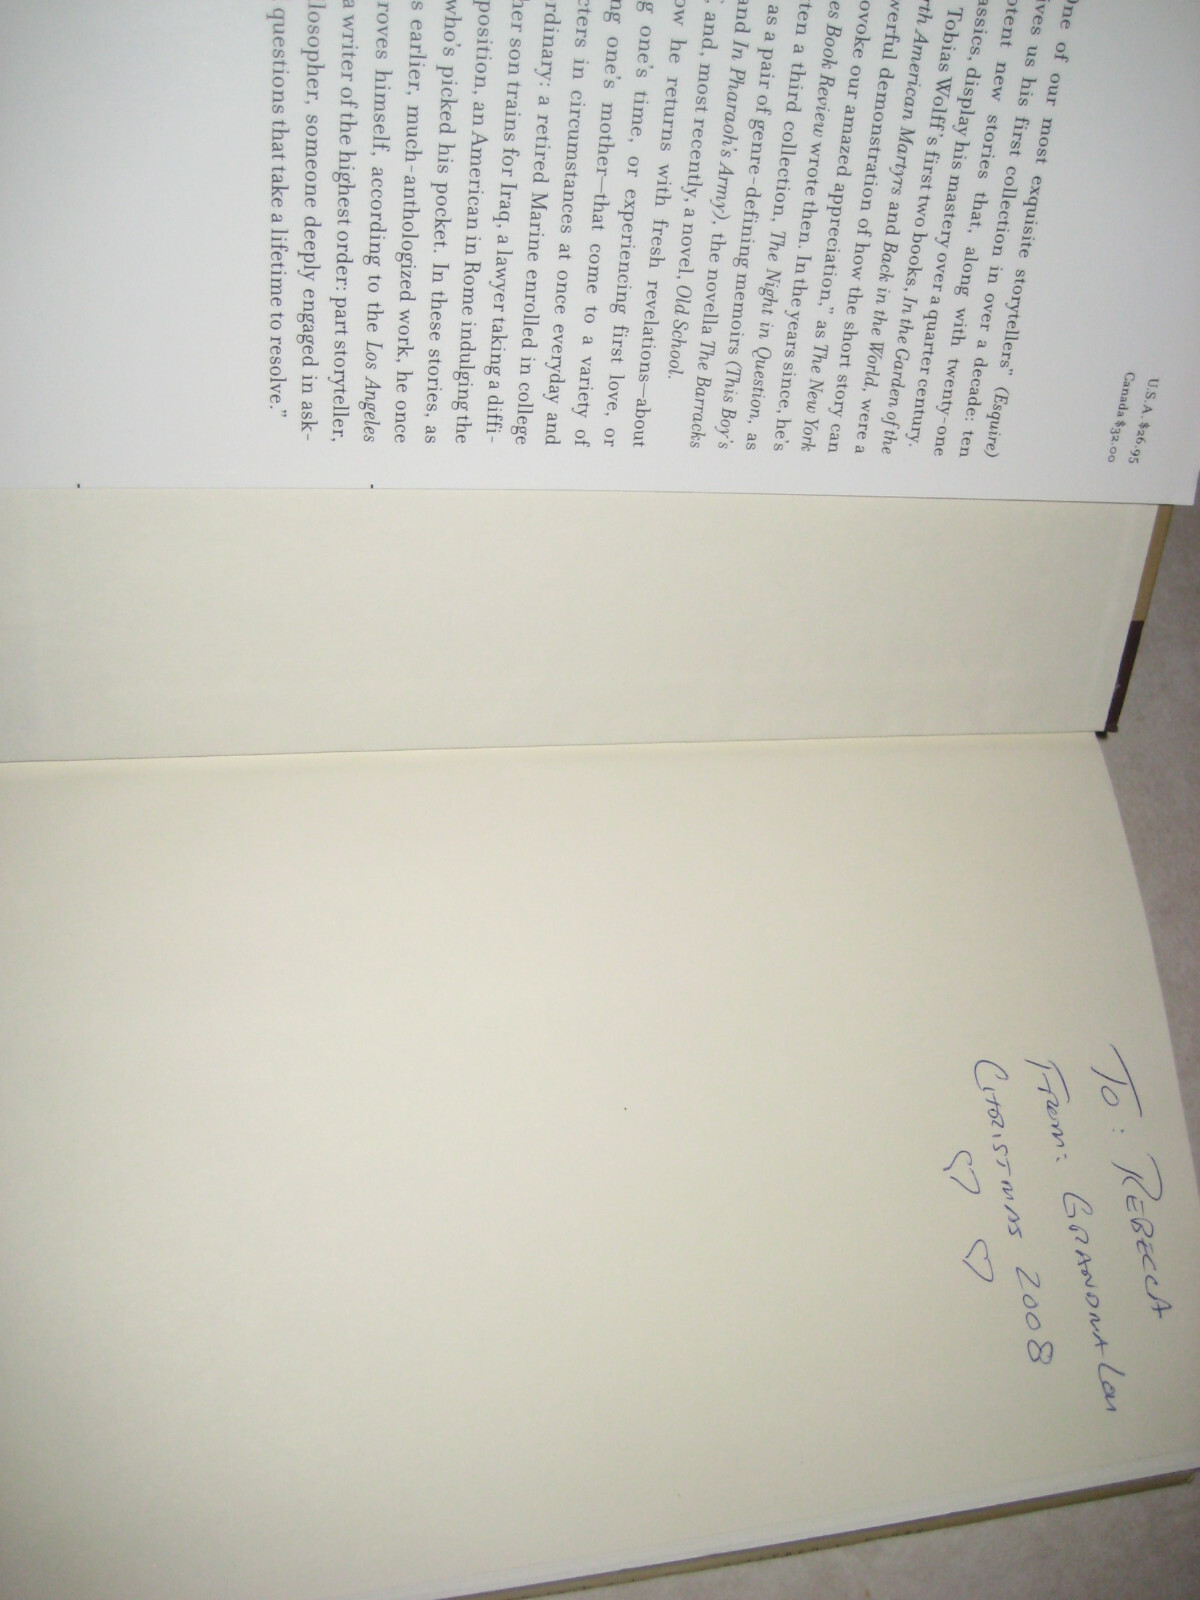 U.S.A. $26.95
Canada $32.00
One of our most exquisite storytellers" (Esquire)
ives us his first collection in over a decade: ten
otent new stories that, along with twenty-one
assics, display his mastery over a quarter century.
Tobias Wolff's first two books, In the Garden of the
rth American Martyrs and Back in the World, were a
werful demonstration of how the short story can
ovoke our amazed appreciation," as The New York
es Book Review wrote then. In the years since, he's
ten a third collection, The Night in Question, as
as a pair of genre-defining memoirs (This Boy's
and In Pharaoh's Army), the novella The Barracks
, and, most recently, a novel, Old School.
ow he returns with fresh revelations—about
g one's time, or experiencing first love, or
ng one's mother—that come to a variety of
cters in circumstances at once everyday and
rdinary: a retired Marine enrolled in college
her son trains for Iraq, a lawyer taking a diffi-
position, an American in Rome indulging the
who's picked his pocket. In these stories, as
s earlier, much-anthologized work, he once
roves himself, according to the Los Angeles
a writer of the highest order: part storyteller,
losopher, someone deeply engaged in ask-
questions that take a lifetime to resolve."
To: REBECCA
From: GRANDMA Lou
CHRISTMAS 2008